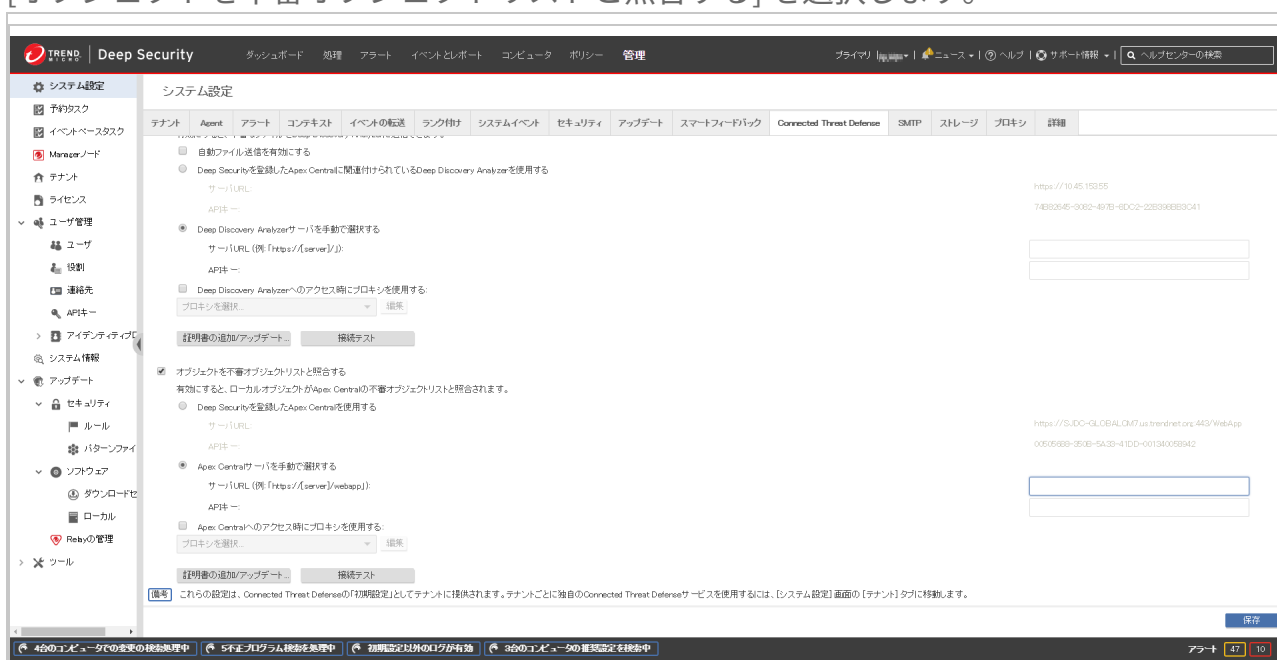 [オブジェクトを不審オブジェクトリストと照合する] を選択します。
TREND MICRO | Deep Security
ダッシュボード 処理 アラート イベントとレポート コンピュータ ポリシー 管理
プライマリ ニュース ヘルプ サポート情報 ヘルプセンターの検索
システム設定
予約タスク
イベントベースタスク
Managerノード
テナント
ライセンス
ユーザ管理
ユーザ
役割
連絡先
APIキー
アイデンティティプロ
システム情報
アップデート
セキュリティ
ルール
パターンファイ
ソフトウェア
ダウンロードセ
ローカル
Relayの管理
ツール
システム設定
テナント Agent アラート コンテキスト イベントの転送 ランク付け システムイベント セキュリティ アップデート スマートフィードバック Connected Threat Defense SMTP ストレージ プロキシ 詳細
自動ファイル送信を有効にする
Deep Securityを登録したApex Centralに関連付けられているDeep Discovery Analyzerを使用する
サーバURL: https://10.45.153.55
APIキー: 74B82645-3082-497B-6DC2-22B398BB3C41
Deep Discovery Analyzerサーバを手動で選択する
サーバURL (例:「https://[server]/」):
APIキー:
Deep Discovery Analyzerへのアクセス時にプロキシを使用する:
プロキシを選択... 編集
証明書の追加/アップデート... 接続テスト
オブジェクトを不審オブジェクトリストと照合する
有効にすると、ローカルオブジェクトがApex Centralの不審オブジェクトリストと照合されます。
Deep Securityを登録したApex Centralを使用する
サーバURL: https://SJDC-GLOBALCM7.us.trendnet.org:443/WebApp
APIキー:
Apex Centralサーバを手動で選択する
サーバURL (例:「https://[server]/webapp」):
APIキー:
Apex Centralへのアクセス時にプロキシを使用する:
プロキシを選択... 編集
証明書の追加/アップデート... 接続テスト
備考 これらの設定は、Connected Threat Defenseの「初期設定」としてテナントに提供されます。テナントごとに独自のConnected Threat Defenseサービスを使用するには、[システム設定] 画面の [テナント] タブに移動します。
保存
4台のコンピュータでの変更の検索処理中 5不正プログラム検索を処理中 初期設定以外のログが有効 3台のコンピュータの推奨設定を検索中 アラート 47 10